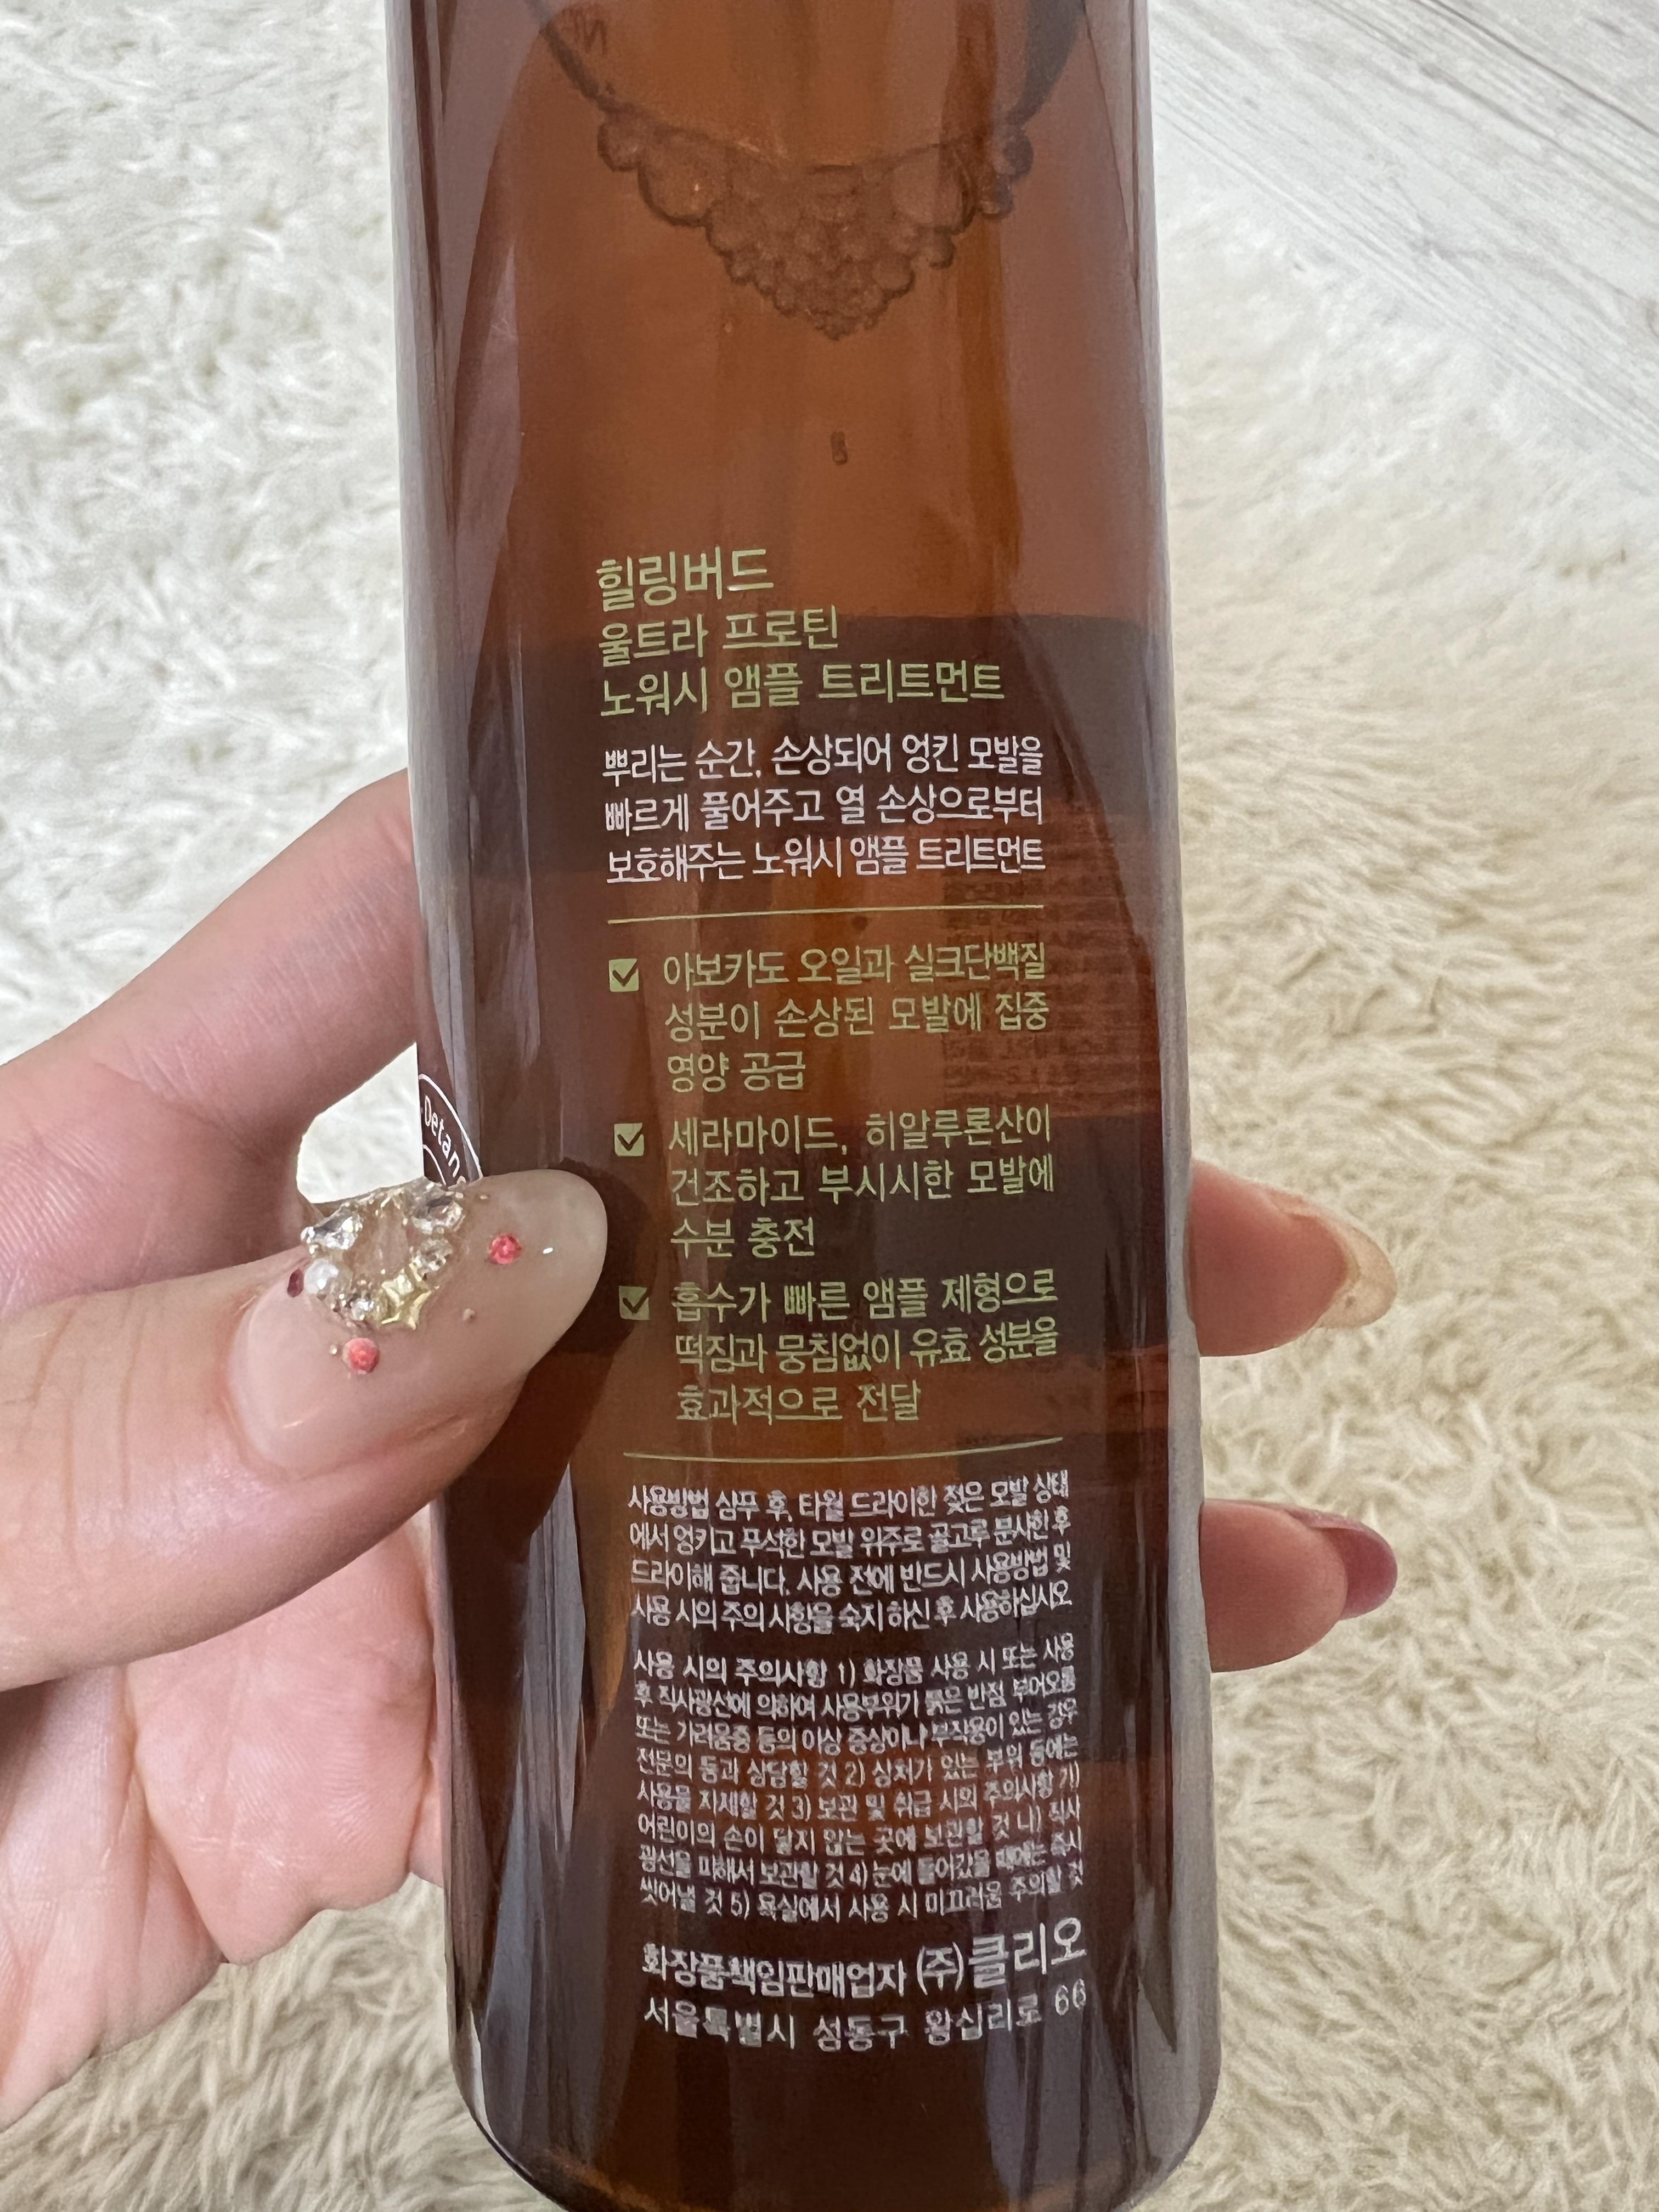 힐링버드
울트라 프로틴
노워시 앰플 트리트먼트
뿌리는 순간, 손상되어 엉킨 모발을
빠르게 풀어주고 열 손상으로부터
보호해주는 노워시 앰플 트리트먼트
아보카도 오일과 실크단백질
성분이 손상된 모발에 집중
영양 공급
Detan
세라마이드, 히알루론산이
건조하고 부시시한 모발에
수분 충전
흡수가 빠른 앰플 제형으로
떡짐과 뭉침없이 유효 성분을
효과적으로 전달
사용방법 샴푸 후, 타월 드라이한 젖은 모발 상태
에서 엉키고 푸석한 모발 위주로 골고루 분사한 후
드라이해 줍니다. 사용 전에 반드시 사용방법 및
사용 시의 주의 사항을 숙지 하신 후 사용하십시오
사용 시의 주의사항 1) 화장품 사용 시 또는 사용
후 직사광선에 의하여 사용부위가 붉은 반점, 부어오름
또는 가려움증 등의 이상 증상이나 부작용이 있는 경우
전문의 등과 상담할 것 2) 상처가 있는 부위 등에는
사용을 자제할 것 3) 보관 및 취급 시의 주의사항 가)
어린이의 손이 닿지 않는 곳에 보관할 것 나) 직사
광선을 피해서 보관할 것 4) 눈에 들어갔을 때에는 즉시
씻어낼 것 5) 욕실에서 사용 시 미끄러움 주의할 것
화장품책임판매업자 (주)클리오
서울특별시 성동구 왕십리로 66